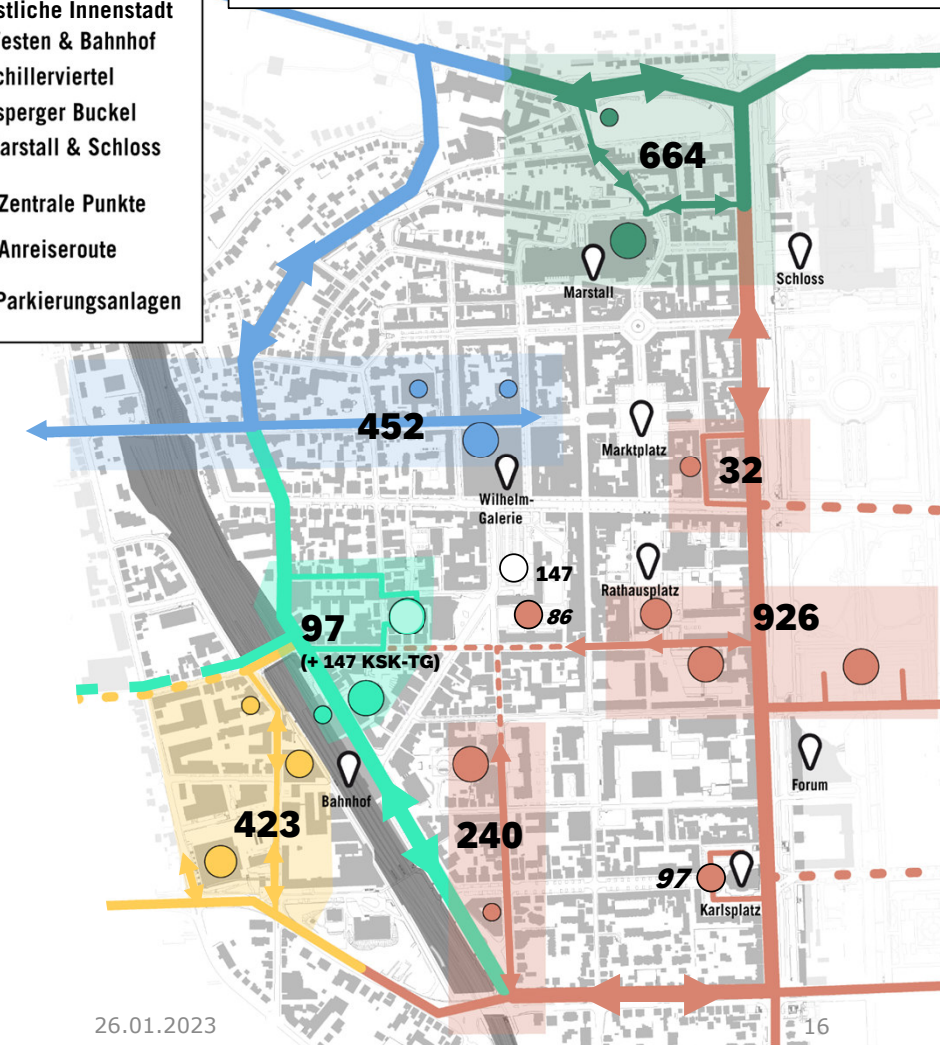 stliche Innenstadt
esten & Bahnhof
chillerviertel
sperger Buckel
arstall & Schloss
Zentrale Punkte
Anreiseroute
Parkierungsanlagen
664
Marstall
Schloss
452
Marktplatz
32
Wilhelm-
Galerie
147
Rathausplatz
86
926
97
(+ 147 KSK-TG)
Bahnhof
Forum
423
240
97
Karlsplatz
26.01.2023
16